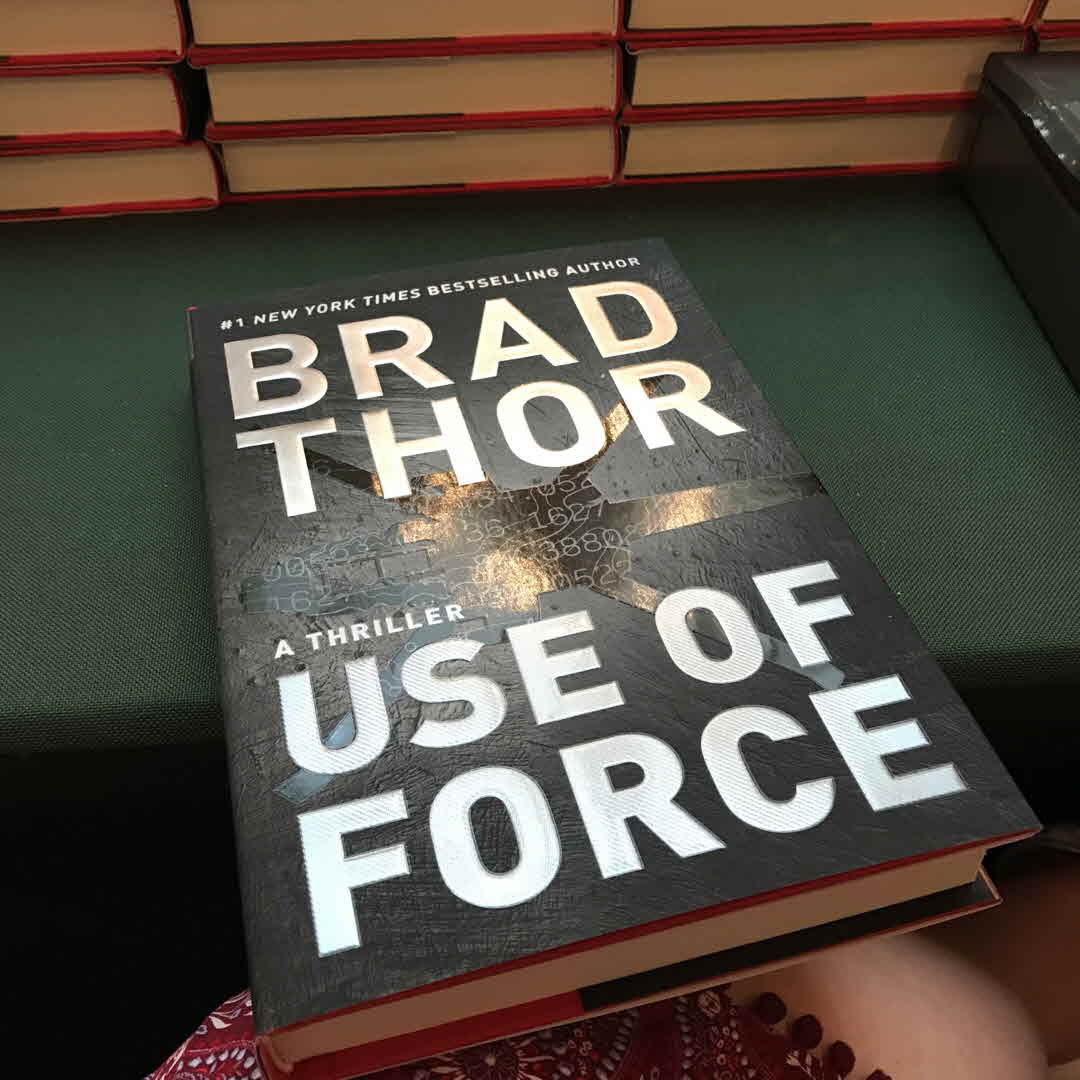 #1 NEW YORK TIMES BESTSELLING AUTHOR
BRAD
THOR
A THRILLER
USE OF
FORCE